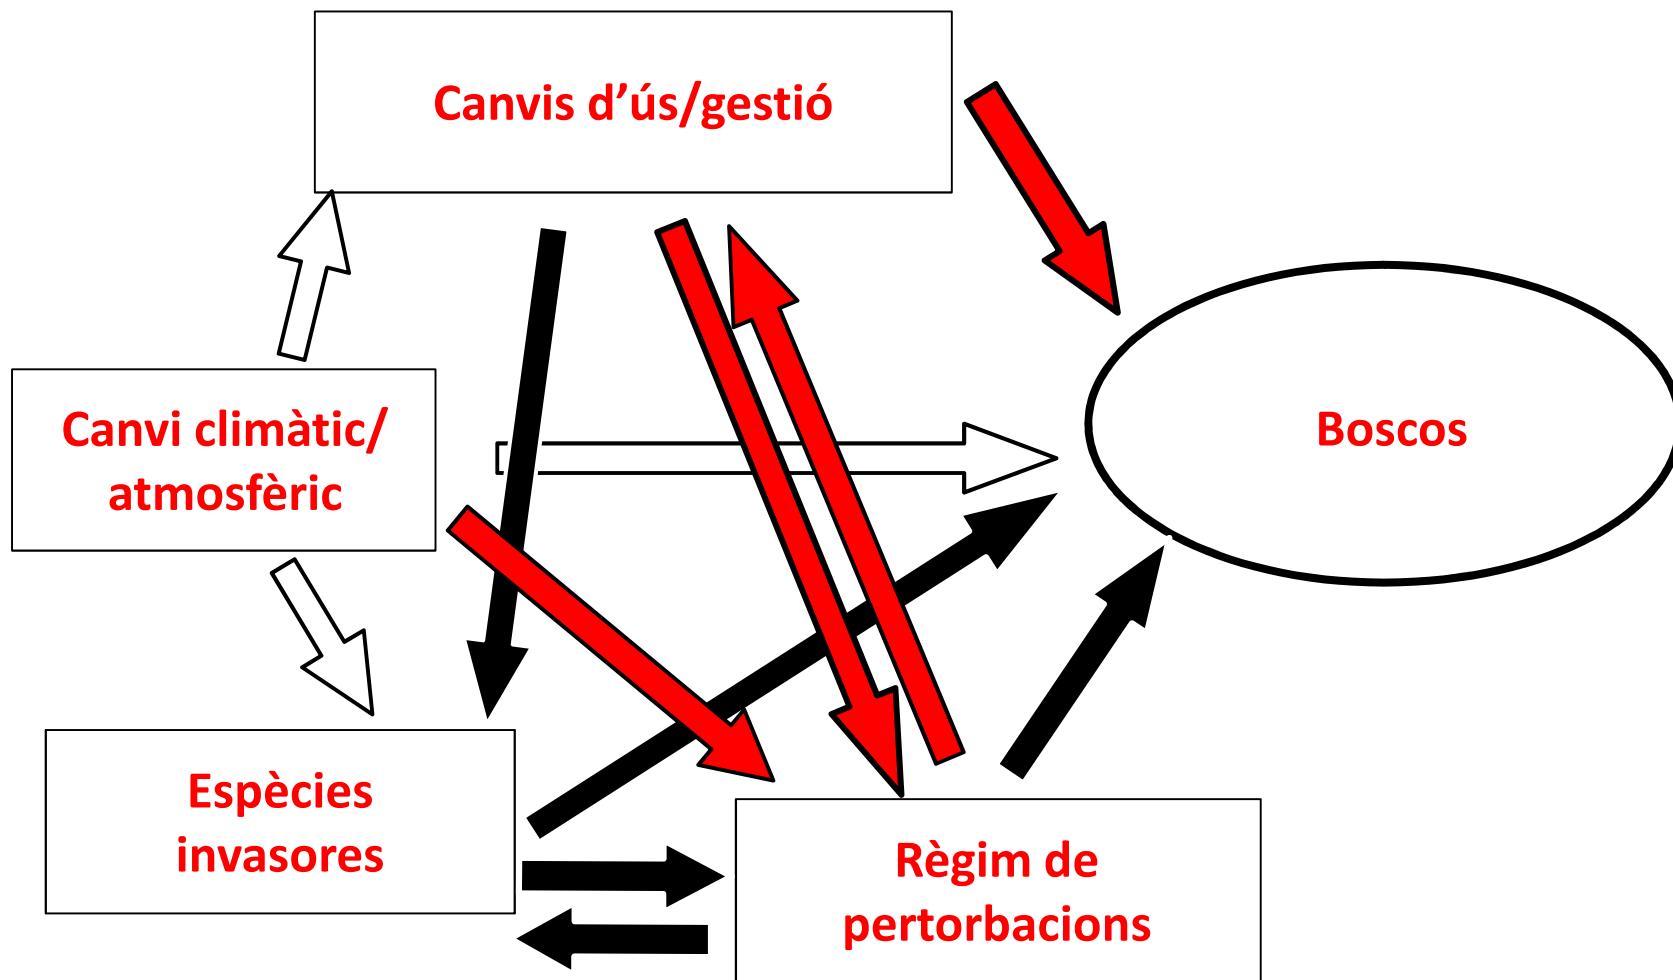 Canvis d’ús/gestió
Canvi climàtic/
atmosfèric
Boscos
Espècies
invasores
Règim de
pertorbacions